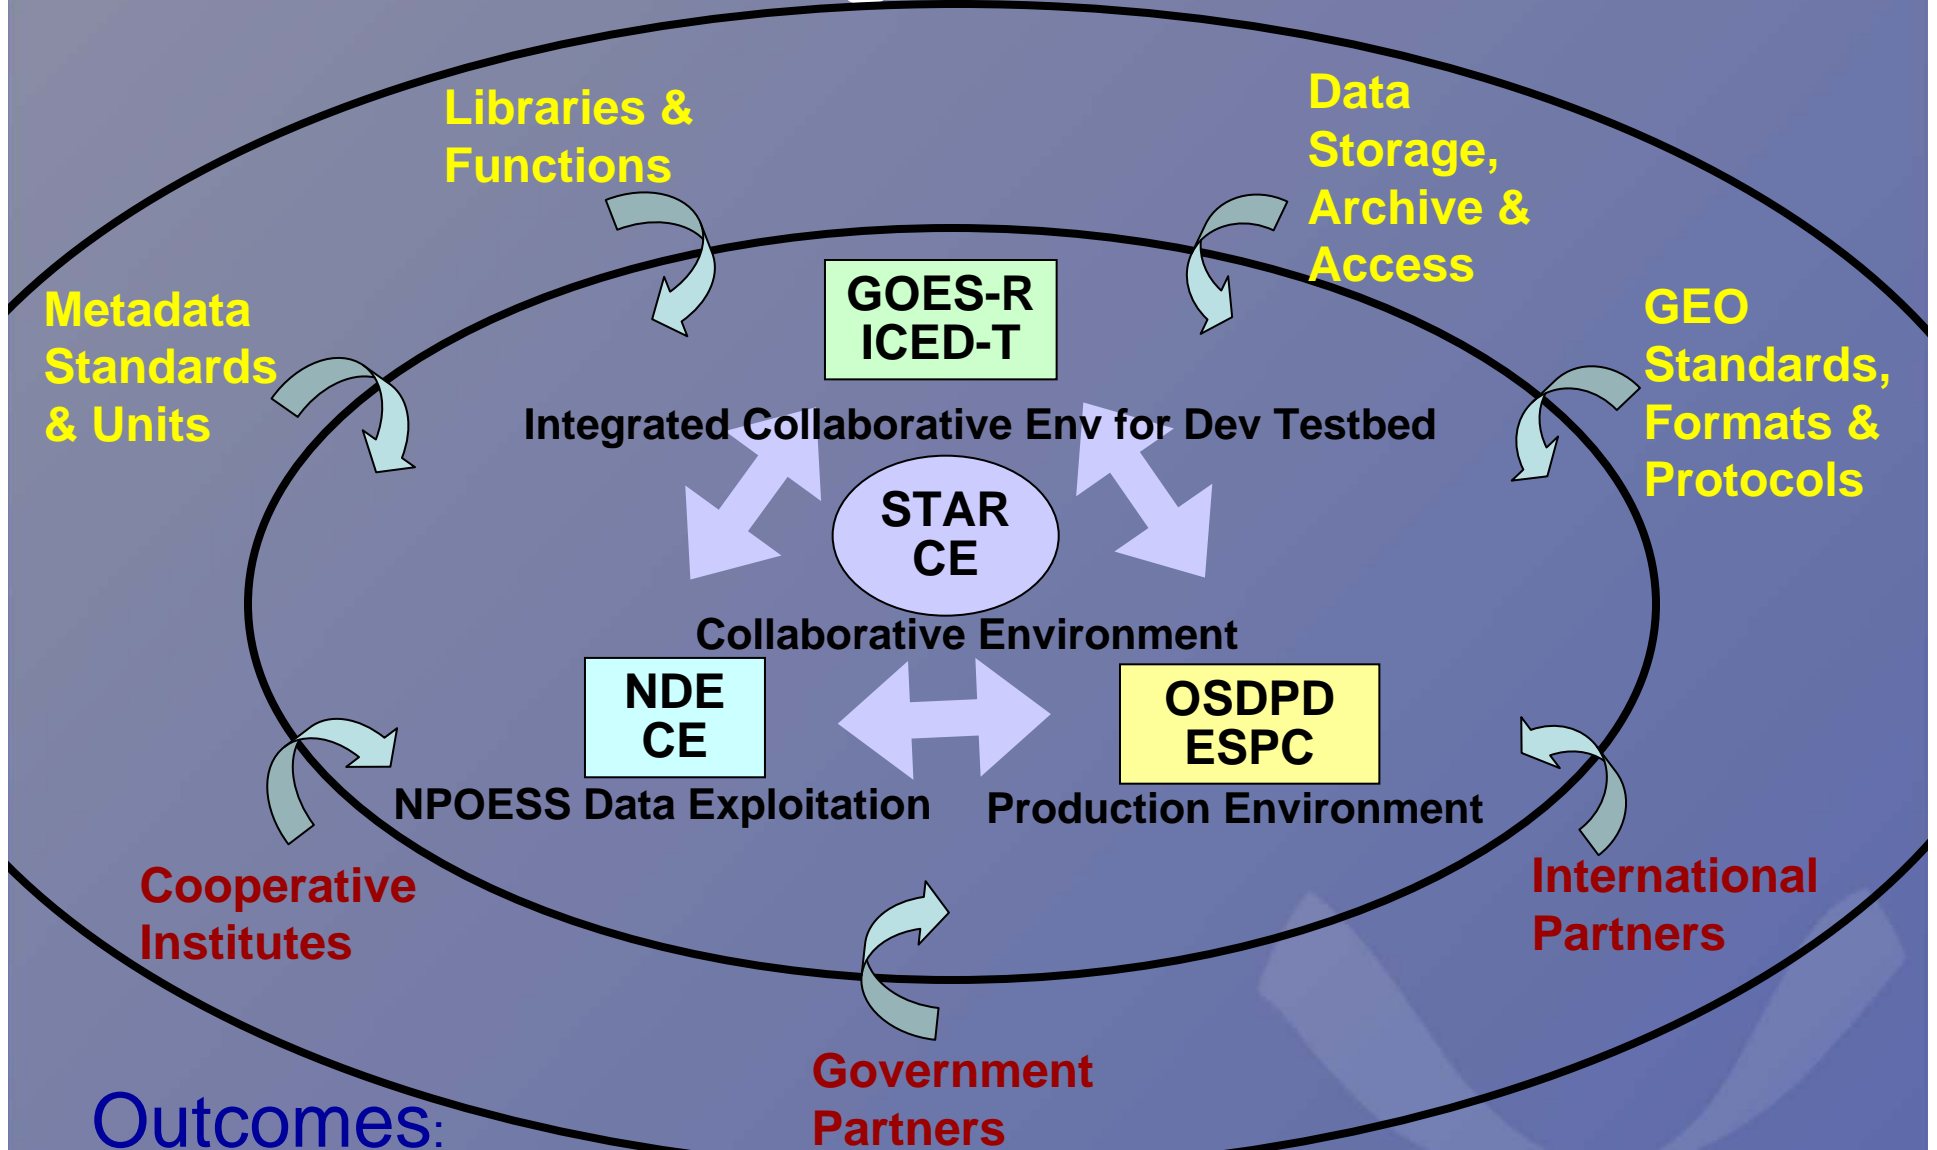 Libraries &
Functions
Data
Storage,
Archive &
Access
Metadata
Standards
& Units
GEO
Standards,
Formats &
Protocols
GOES-R
ICED-T
Integrated Collaborative Env for Dev Testbed
STAR
CE
Collaborative Environment
NDE
CE
NPOESS Data Exploitation
OSDPD
ESPC
Production Environment
Cooperative
Institutes
International
Partners
Government
Partners
Outcomes: